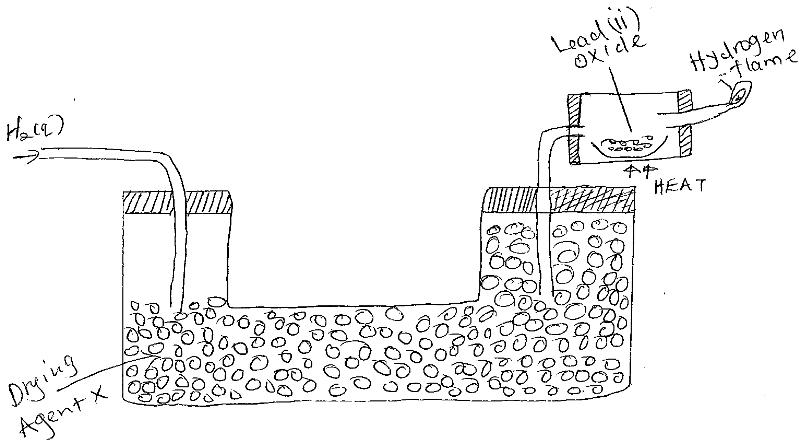 Lead(ii)
oxide
Hydrogen
flame
H2(g)
HEAT
Drying
Agent X